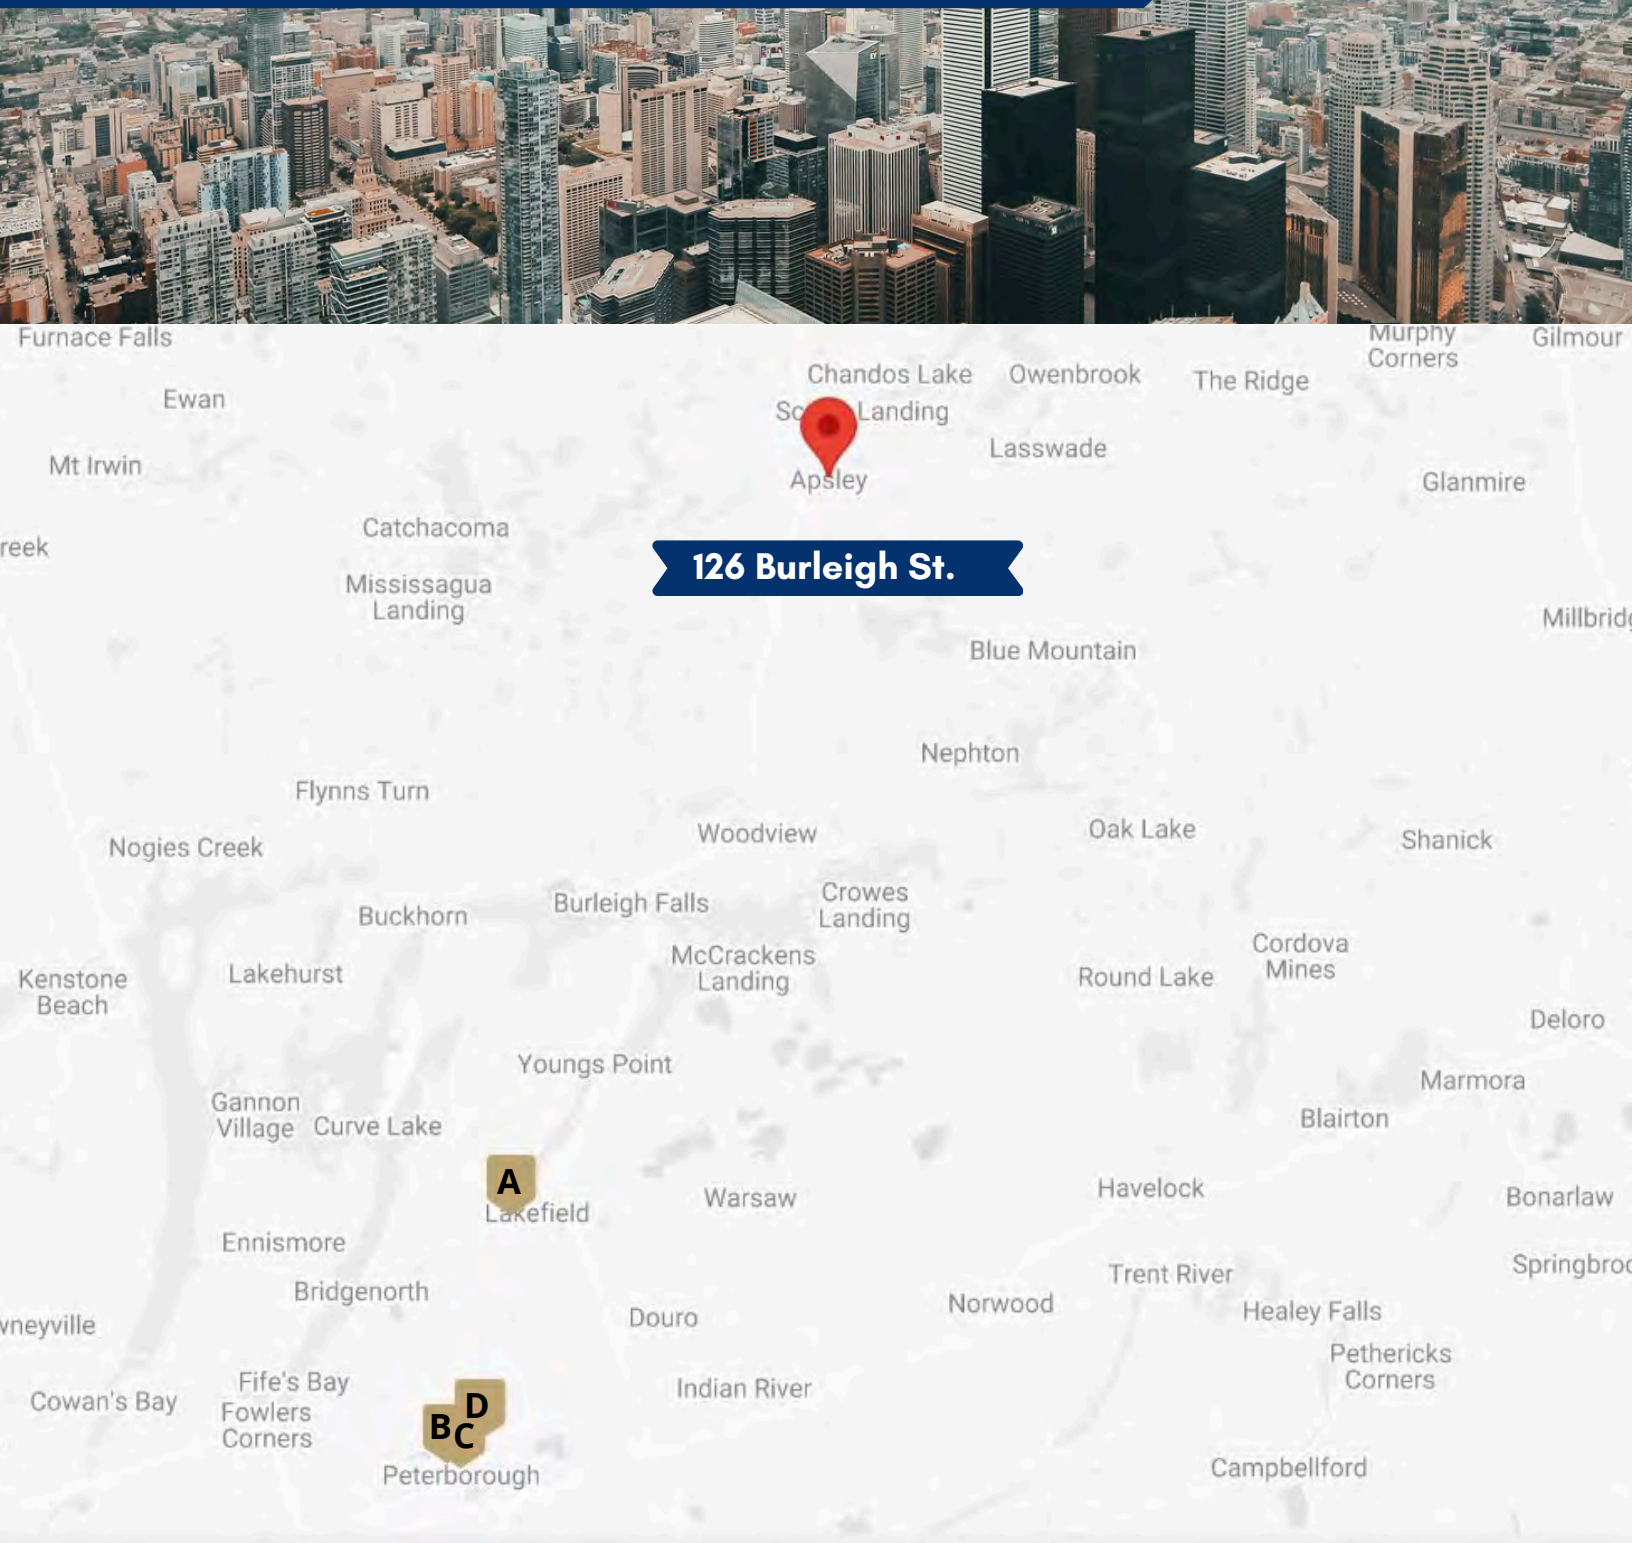 Furnace Falls
Murphy
Corners
Gilmour
Chandos Lake
Owenbrook
The Ridge
Ewan
Landing
Lasswade
Mt Irwin
Apsley
Glanmire
Catchacoma
reek
126 Burleigh St.
Mississagua
Landing
Millbridg
Blue Mountain
Nephton
Flynns Turn
Woodview
Oak Lake
Shanick
Nogies Creek
Burleigh Falls
Crowes
Landing
Buckhorn
McCrackens
Landing
Cordova
Mines
Kenstone
Beach
Lakehurst
Round Lake
Deloro
Youngs Point
Marmora
Gannon
Village
Curve Lake
Blairton
A
Lakefield
Warsaw
Havelock
Bonarlaw
Ennismore
Springbroo
Bridgenorth
Trent River
Norwood
Healey Falls
Douro
wneyville
Pethericks
Corners
Fife's Bay
Indian River
Cowan's Bay
Fowlers
Corners
D
B
C
Peterborough
Campbellford